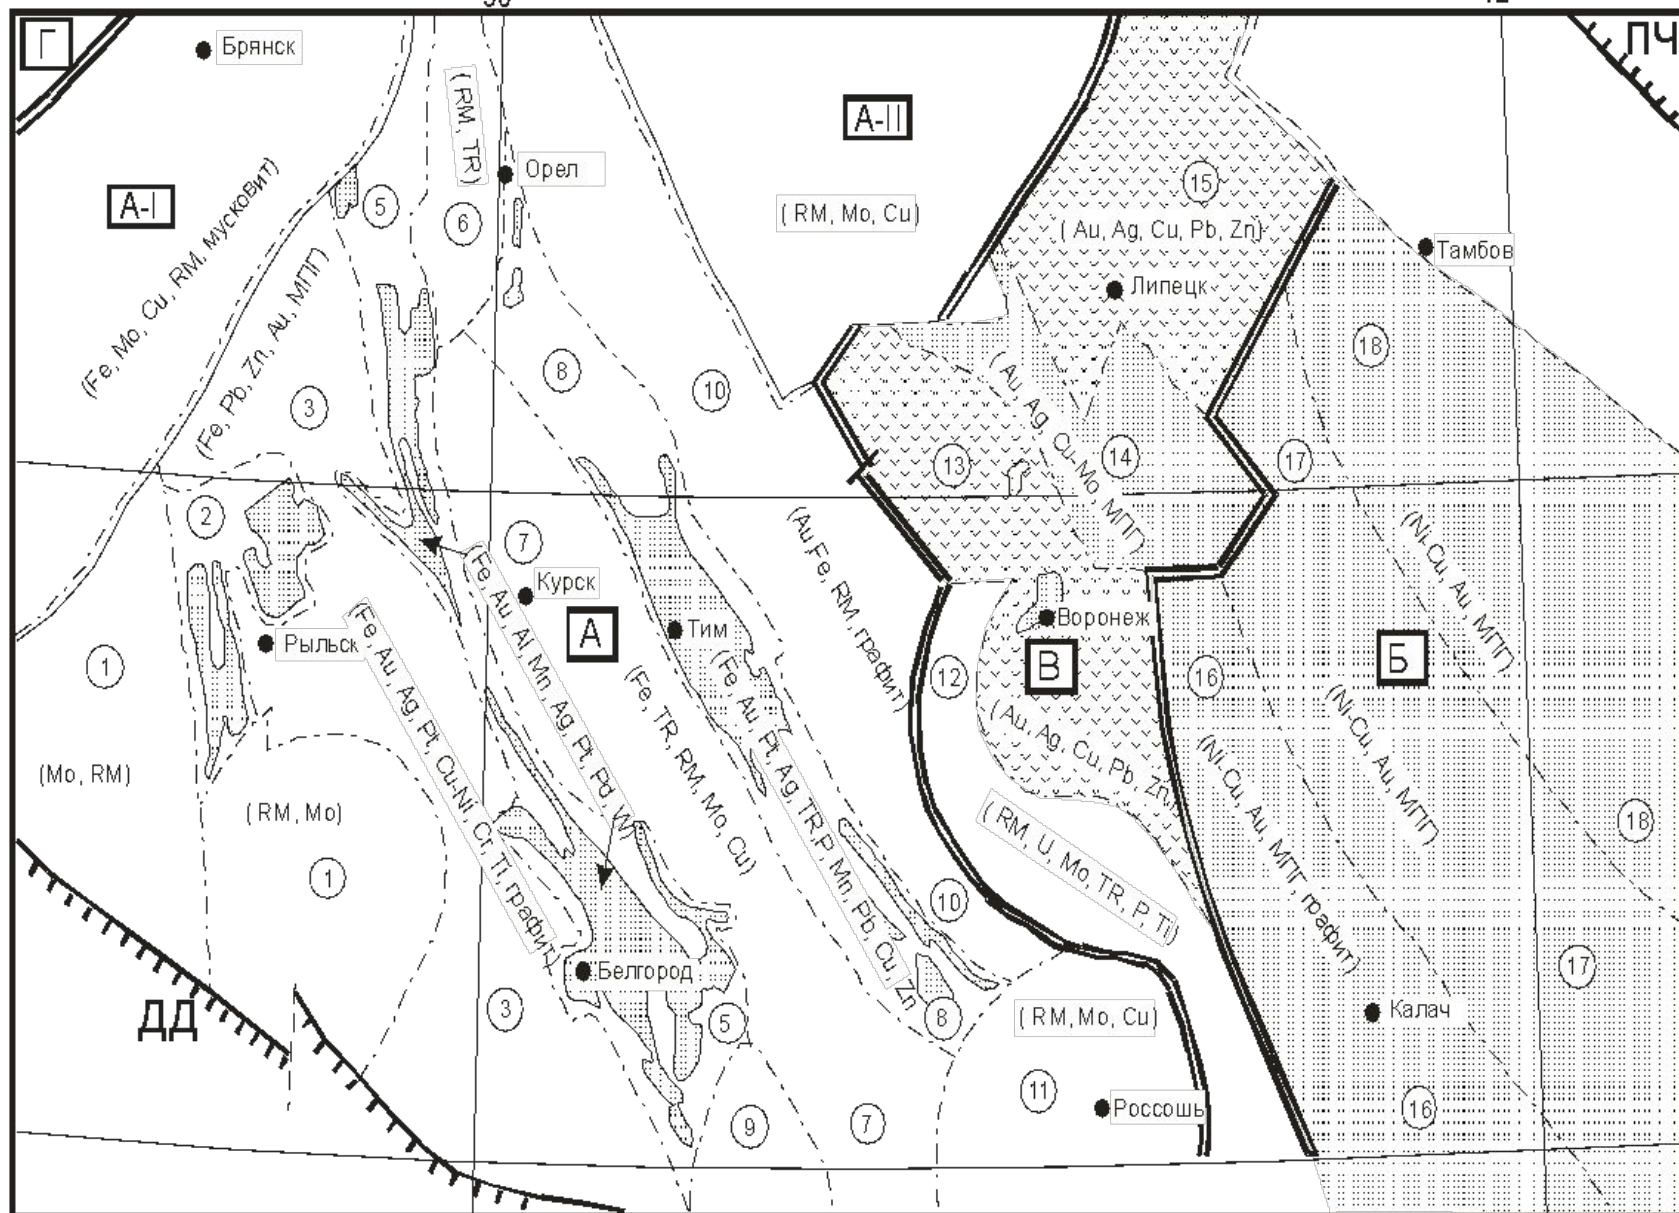 Г
Брянск
ПЧ
А-II
(RM, TR)
Орел
15
А-I
5
6
(RM, Mo, Cu)
(Au, Ag, Cu, Pb, Zn)
Тамбов
(Fe, Mo, Cu, RM, мусковит)
(Fe, Pb, Zn, Au, МПГ)
Липецк
18
8
10
3
(Au, Ag, Cu-Mo, МПГ)
13
14
17
2
7
(Au,Fe, RM, графит)
(Ni-Cu, Au, МПГ)
Курск
(Fe, Au, Al, Mn, Ag, Pt, Pd, W)
А
Тим
Воронеж
Рыльск
(Fe, Au, Ag, Pt, Cu-Ni, Cr, Ti, графит)
1
12
В
16
Б
(Fe, TR, RM, Mo, Cu)
(Fe, Au, Pt, Ag, TR,P, Mn, Pb, Cu, Zn
(Au, Ag, Cu, Pb, Zn,)
(Ni-Cu, Au, МПГ)
(Mo, RM)
(RM, Mo)
(Ni-Cu, Au, МПГ, графит)
(RM, U, Mo, TR, P, Ti)
18
1
10
Белгород
17
3
5
8
(RM, Mo, Cu)
Калач
ДД
11
Россошь
16
9
7